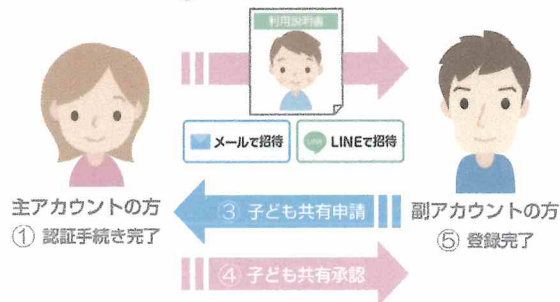 利用説明書
メールで招待
LINE LINEで招待
主アカウントの方
① 認証手続き完了
③ 子ども共有申請
副アカウントの方
⑤ 登録完了
④ 子ども共有承認